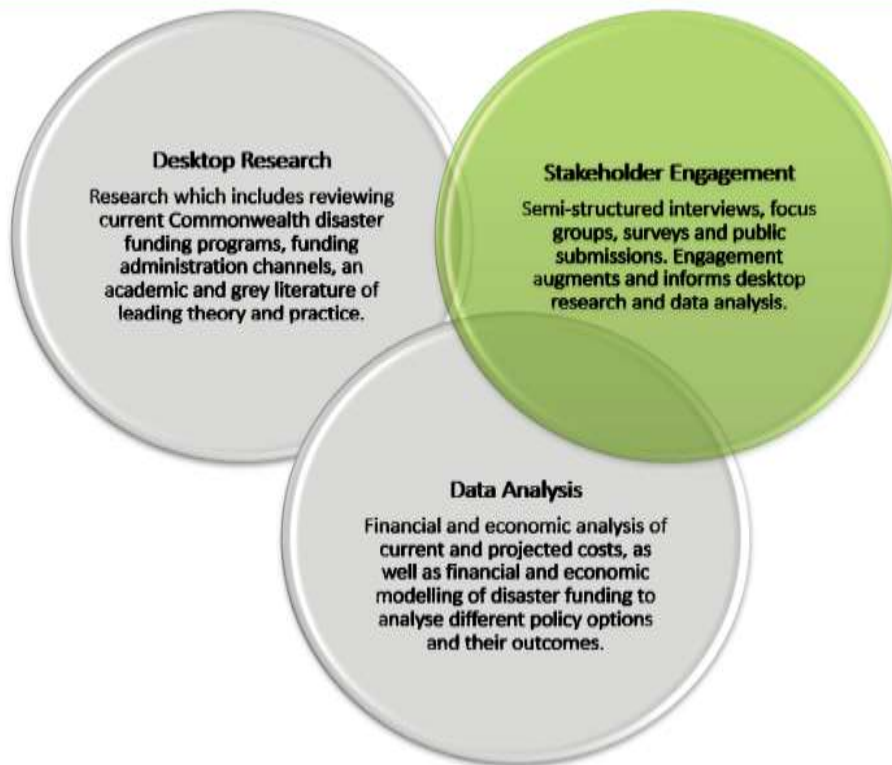 Desktop Research
Research which includes reviewing
current Commonwealth disaster
funding programs, funding
administration channels, an
academic and grey literature of
leading theory and practice.
Stakeholder Engagement
Semi-structured interviews, focus
groups, surveys and public
submissions. Engagement
augments and informs desktop
research and data analysis.
Data Analysis
Financial and economic analysis of
current and projected costs, as
well as financial and economic
modelling of disaster funding to
analyse different policy options
and their outcomes.